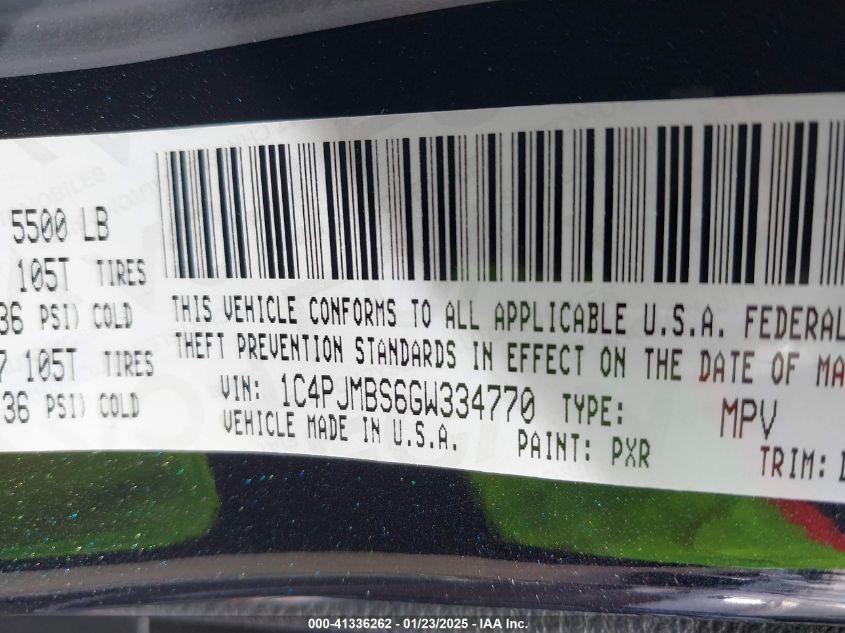 5500 LB
105T TIRES
36 PSI) COLD
7 105T TIRES
36 PSI) COLD
THIS VEHICLE CONFORMS TO ALL APPLICABLE U.S.A. FEDERAL
THEFT PREVENTION STANDARDS IN EFFECT ON THE DATE OF MA
VIN: 1C4PJMBS6GW334770 TYPE: MPV
VEHICLE MADE IN U.S.A. PAINT: PXR TRIM:
000-41336262 - 01/23/2025 - IAA Inc.